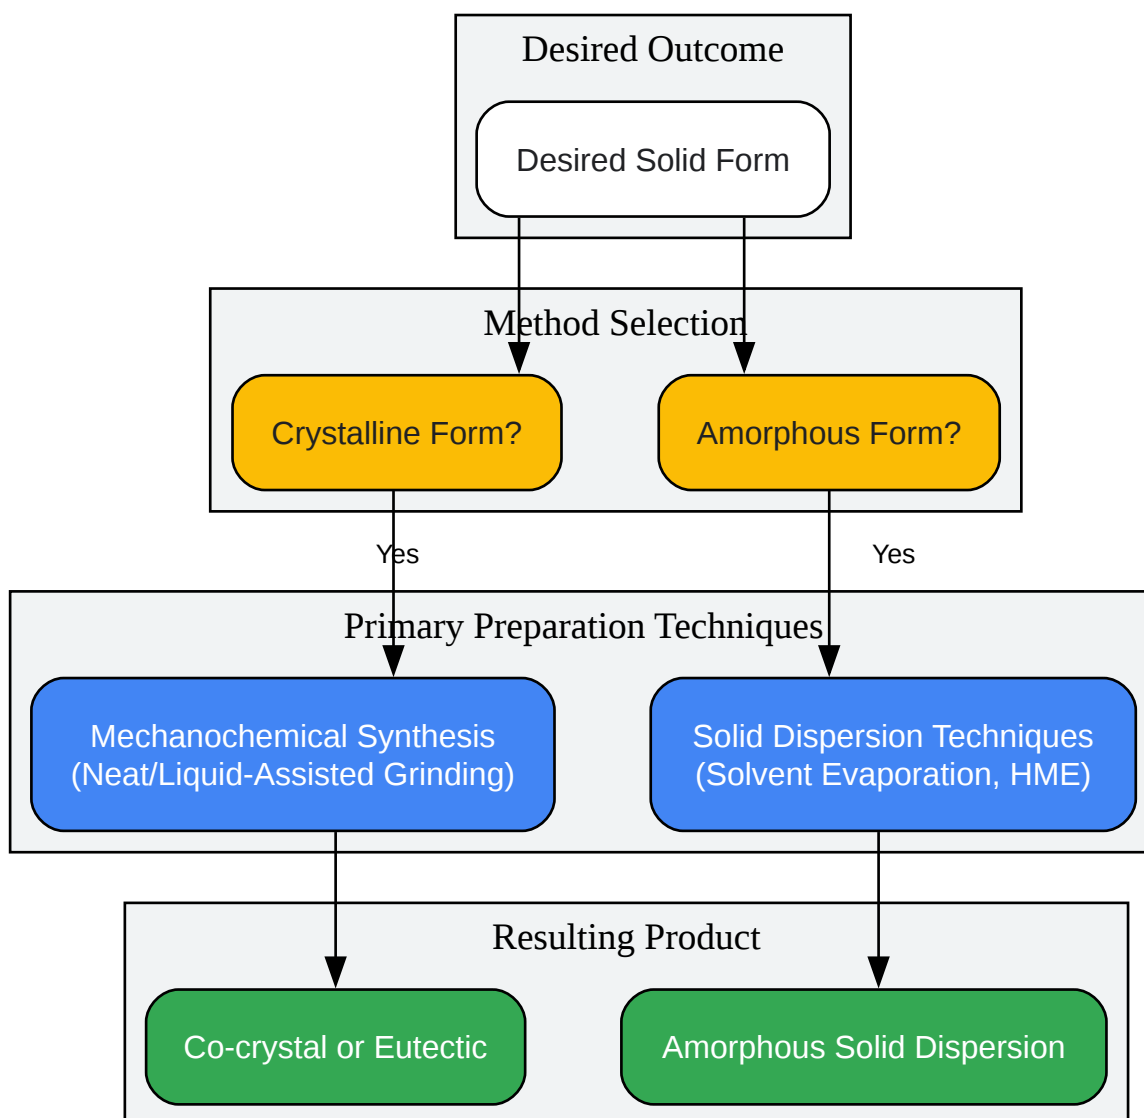 Desired Outcome
Desired Solid Form
Method Selection
Crystalline Form?
Amorphous Form?
Yes
Yes
Primary Preparation Techniques
Mechanochemical Synthesis
(Neat/Liquid-Assisted Grinding)
Solid Dispersion Techniques
(Solvent Evaporation, HME)
Resulting Product
Co-crystal or Eutectic
Amorphous Solid Dispersion